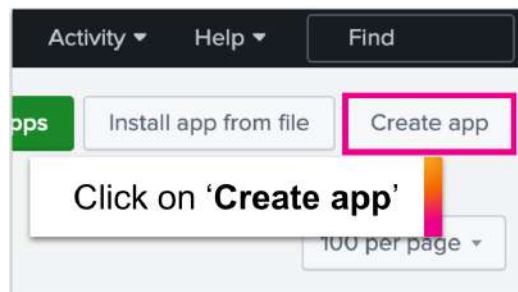 Activity Help Find
pps Install app from file Create app
Click on ‘Create app’
100 per page